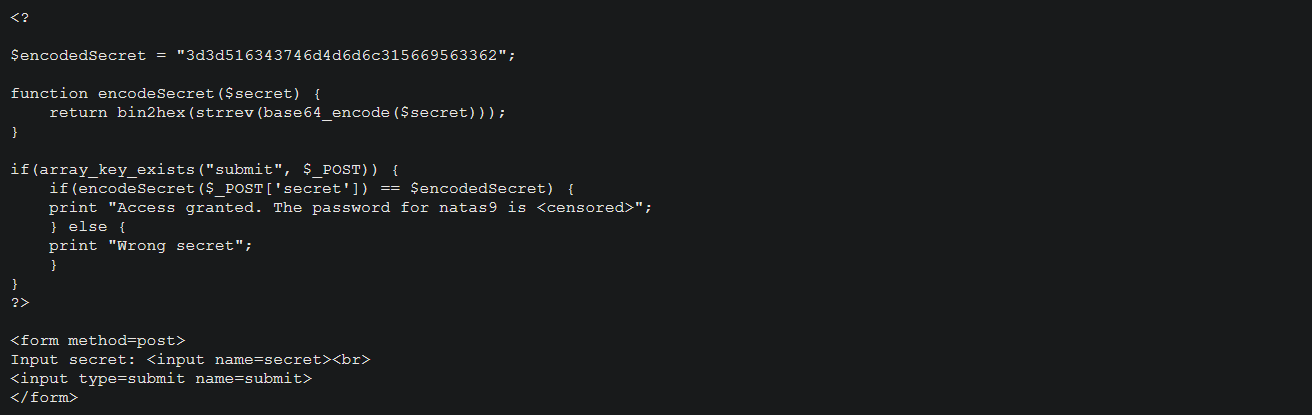 <?
$encodedSecret = "3d3d516343746d4d6d6c315669563362";
function encodeSecret($secret) {
return bin2hex(strrev(base64_encode($secret)));
}
if(array_key_exists("submit", $_POST)) {
if(encodeSecret($_POST['secret']) == $encodedSecret) {
print "Access granted. The password for natas9 is <censored>";
} else {
print "Wrong secret";
}
}
?>
<form method=post>
Input secret: <input name=secret><br>
<input type=submit name=submit>
</form>